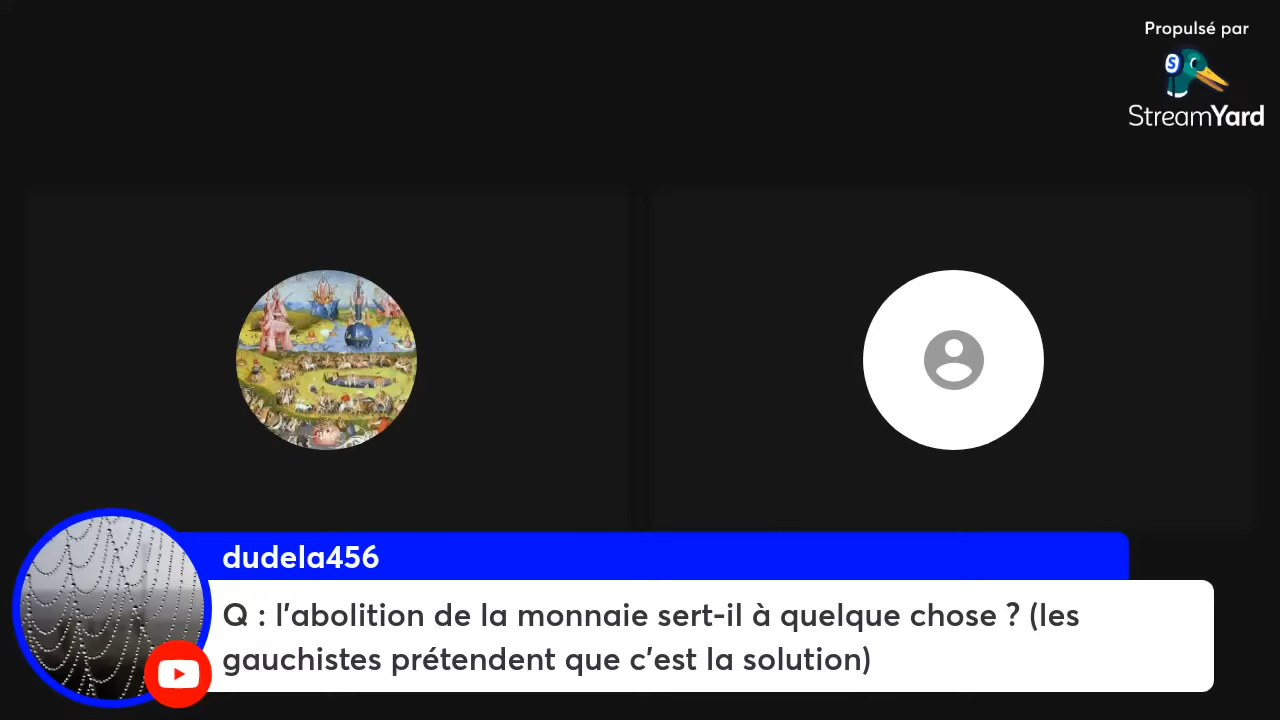 Propulsé par
StreamYard
dudela456
Q : l’abolition de la monnaie sert-il à quelque chose ? (les
gauchistes prétendent que c’est la solution)